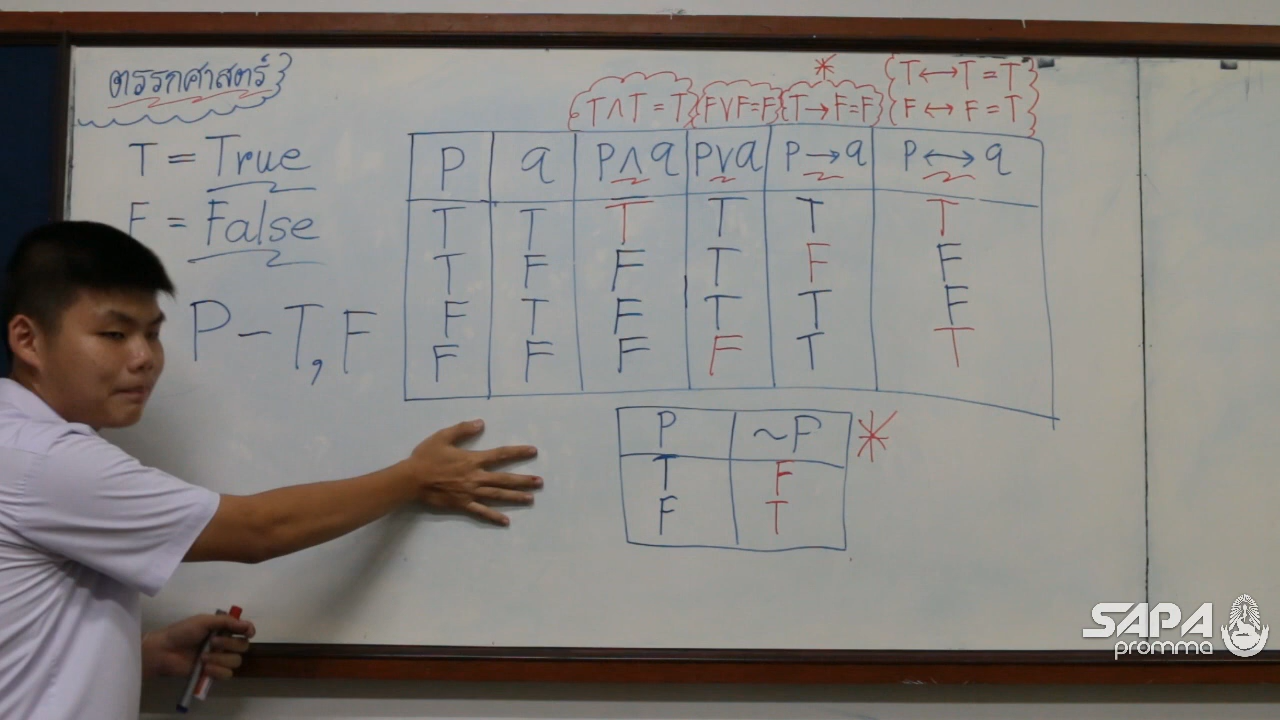 ตรรกศาสตร์
T = True
F = False
P - T, F
T∧T = T F∨F=F *T→F=F T↔T=T
F↔F=T
P q P∧q P∨q P→q P↔q
T T T T T T
T F F T F F
F T F T T F
F F F F T T
P ~P *
T F
F T
SAPA
promma